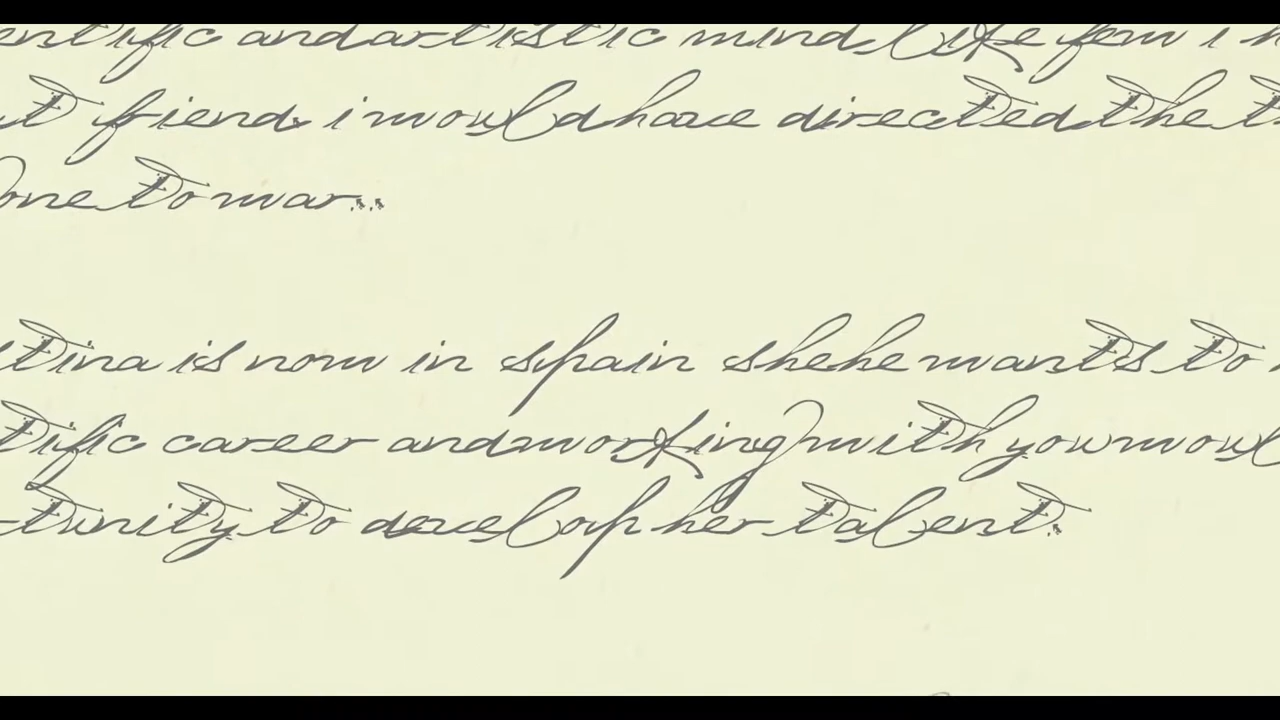 entific and artistic mind like few i h
t friend, i would have directed the t
one to war..
tina is now in spain shehe wants to
tific career and working with you woul
tunity to develop her talent.